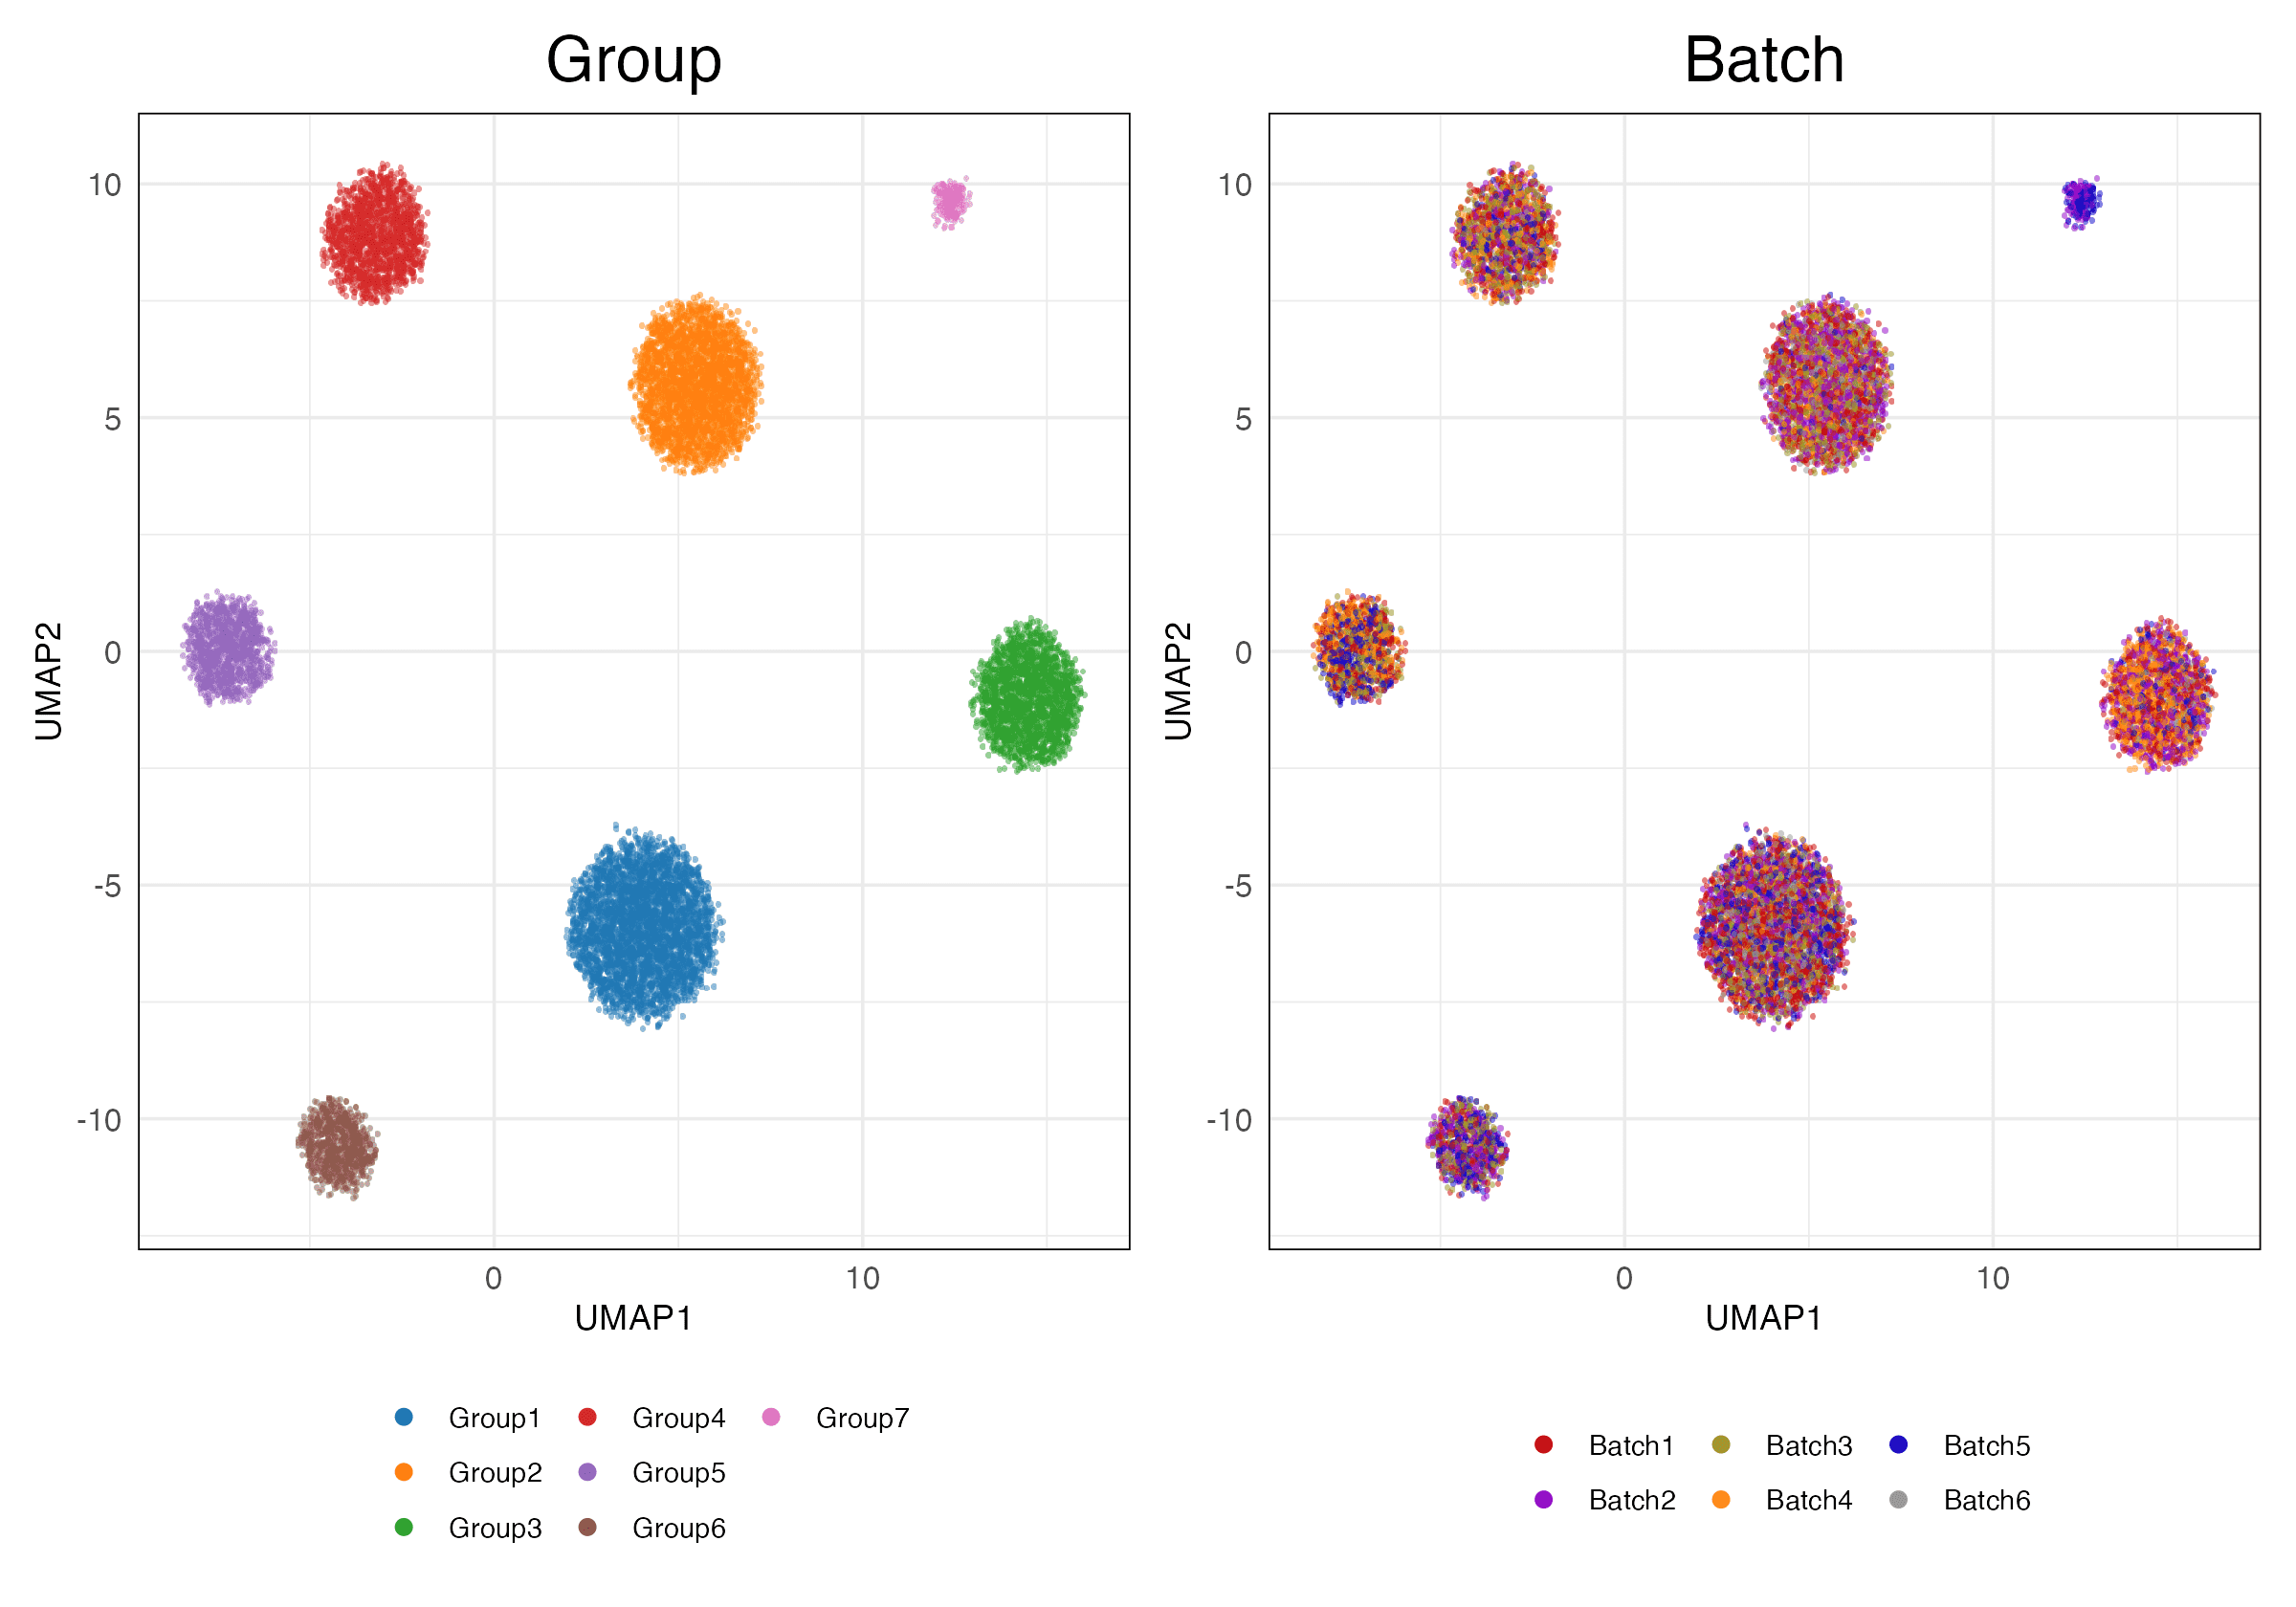 Group
10
5
0
-5
-10
UMAP2
0 10
UMAP1
Group1 Group4 Group7
Group2 Group5
Group3 Group6
Batch
10
5
0
-5
-10
UMAP2
0 10
UMAP1
Batch1 Batch3 Batch5
Batch2 Batch4 Batch6